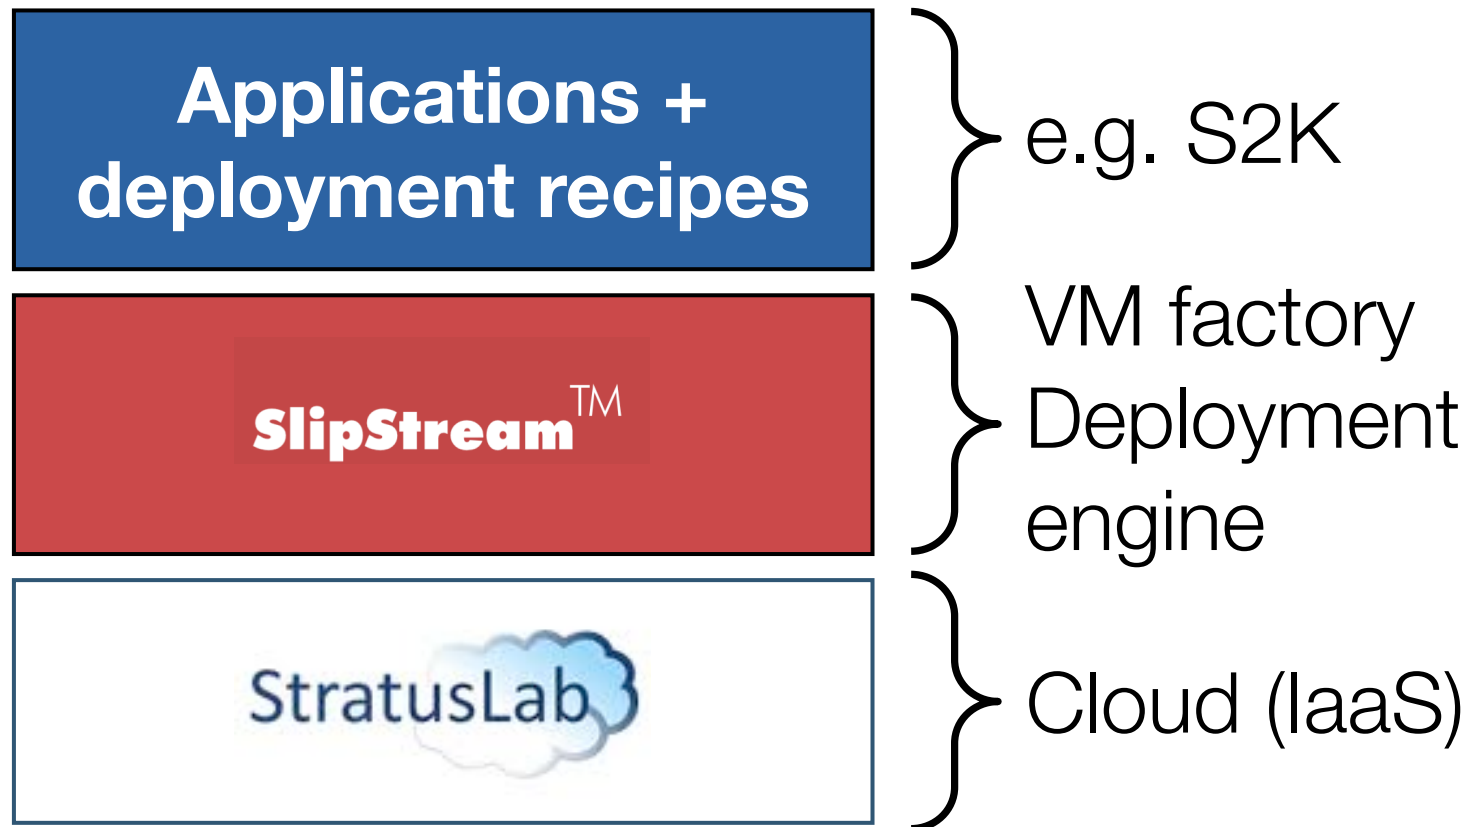 Applications +
deployment recipes
e.g. S2K
SlipStream™
VM factory
Deployment
engine
StratusLab
Cloud (IaaS)